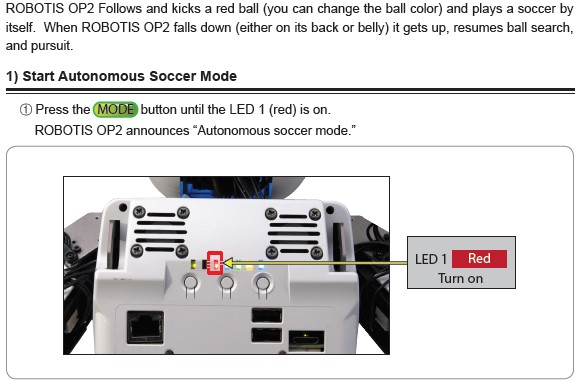 ROBOTIS OP2 Follows and kicks a red ball (you can change the ball color) and plays a soccer by
itself. When ROBOTIS OP2 falls down (either on its back or belly) it gets up, resumes ball search,
and pursuit.
1) Start Autonomous Soccer Mode
① Press the MODE button until the LED 1 (red) is on.
ROBOTIS OP2 announces “Autonomous soccer mode.”
LED 1 Red
Turn on